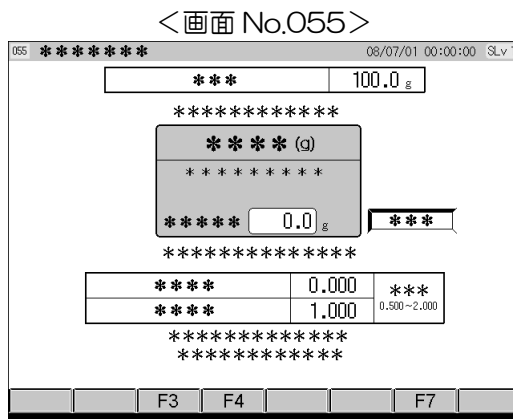 ＜画面 No.055＞
055 ＊＊＊＊＊＊＊ 08/07/01 00:00:00 SLv 1
＊＊＊ 100.0 g
＊＊＊＊＊＊＊＊＊＊＊＊
＊＊＊＊ (g)
＊＊＊＊＊＊＊＊＊
＊＊＊＊＊ 0.0 g ＊＊＊
＊＊＊＊＊＊＊＊＊＊＊＊＊＊
＊＊＊＊ 0.000 ＊＊＊
0.500～2.000
＊＊＊＊ 1.000
＊＊＊＊＊＊＊＊＊＊＊＊＊
＊＊＊＊＊＊＊＊＊＊＊＊
F3 F4 F7